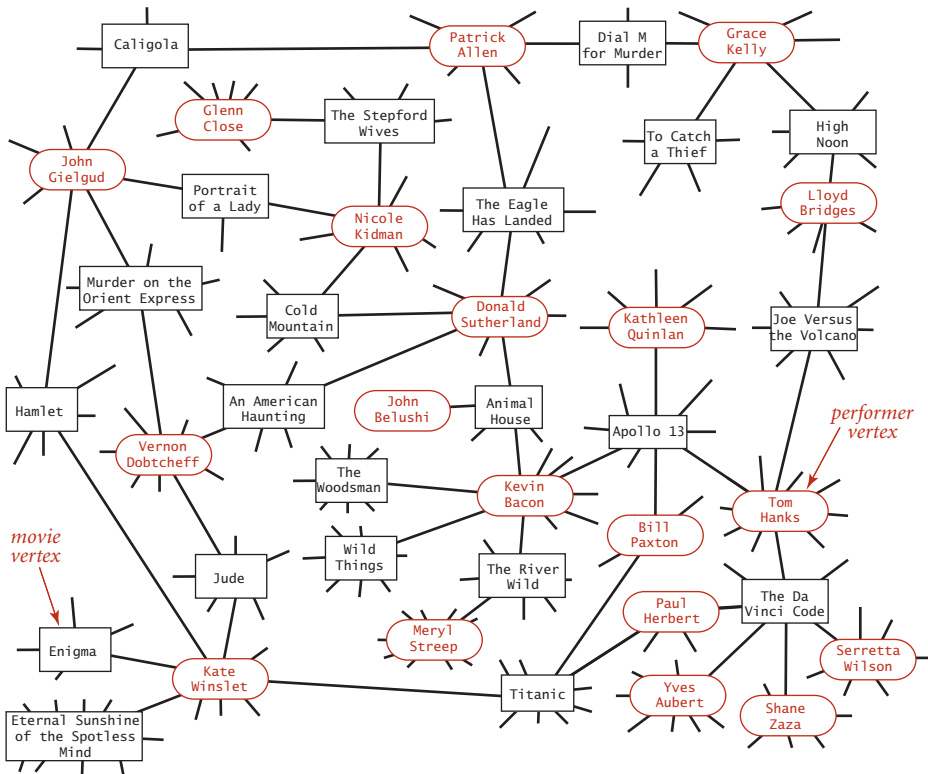 Caligola
Patrick
Allen
Dial M
for Murder
Grace
Kelly
Glenn
Close
The Stepford
Wives
To Catch
a Thief
High
Noon
John
Gielgud
Portrait
of a Lady
Nicole
Kidman
The Eagle
Has Landed
Lloyd
Bridges
Murder on the
Orient Express
Cold
Mountain
Donald
Sutherland
Kathleen
Quinlan
Joe Versus
the Volcano
Hamlet
An American
Haunting
John
Belushi
Animal
House
Apollo 13
performer
vertex
Vernon
Dobtcheff
The
Woodsman
Kevin
Bacon
Tom
Hanks
movie
vertex
Wild
Things
Bill
Paxton
Jude
The River
Wild
The Da
Vinci Code
Enigma
Meryl
Streep
Paul
Herbert
Serretta
Wilson
Kate
Winslet
Titanic
Yves
Aubert
Shane
Zaza
Eternal Sunshine
of the Spotless
Mind